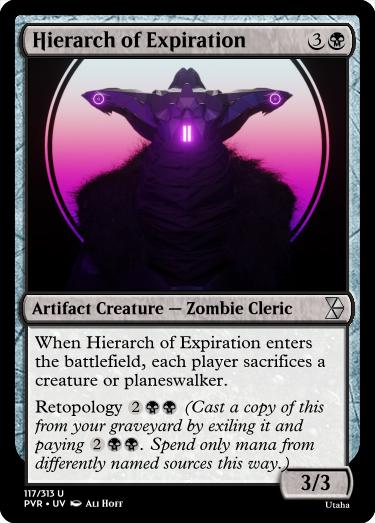 Hierarch of Expiration 3
Artifact Creature — Zombie Cleric
When Hierarch of Expiration enters
the battlefield, each player sacrifices a
creature or planeswalker.
Retopology 2 (Cast a copy of this
from your graveyard by exiling it and
paying 2. Spend only mana from
differently named sources this way.)
3/3
117/313 U
PVR • UV Ali Hoff
Utaha